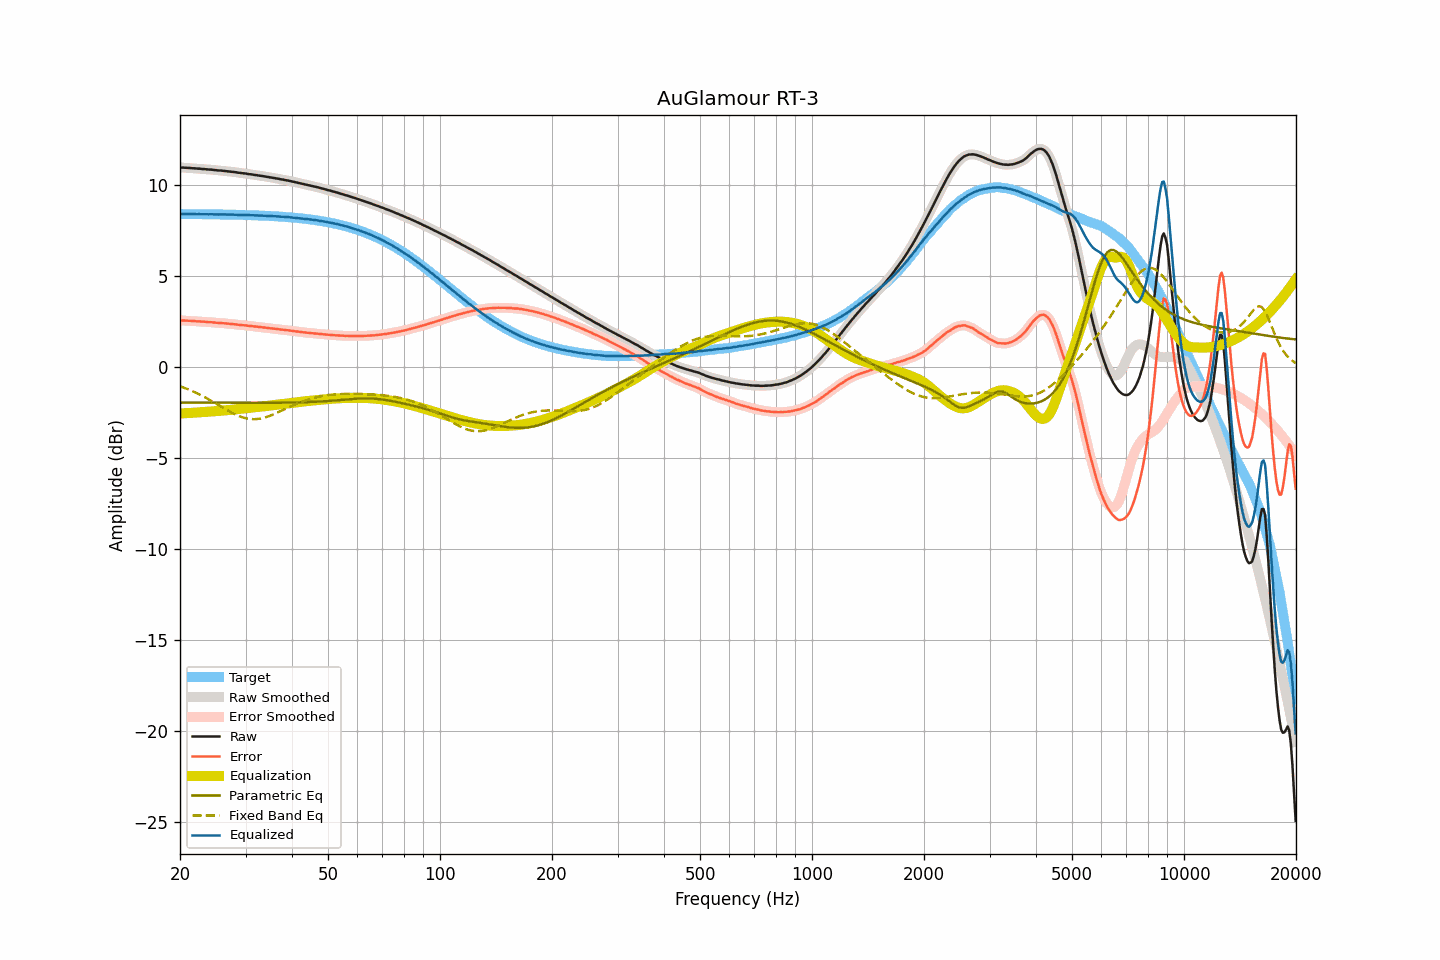 AuGlamour RT-3
Amplitude (dBr)
10
5
0
−5
−10
−15
−20
−25
Target
Raw Smoothed
Error Smoothed
Raw
Error
Equalization
Parametric Eq
Fixed Band Eq
Equalized
20 50 100 200 500 1000 2000 5000 10000 20000
Frequency (Hz)